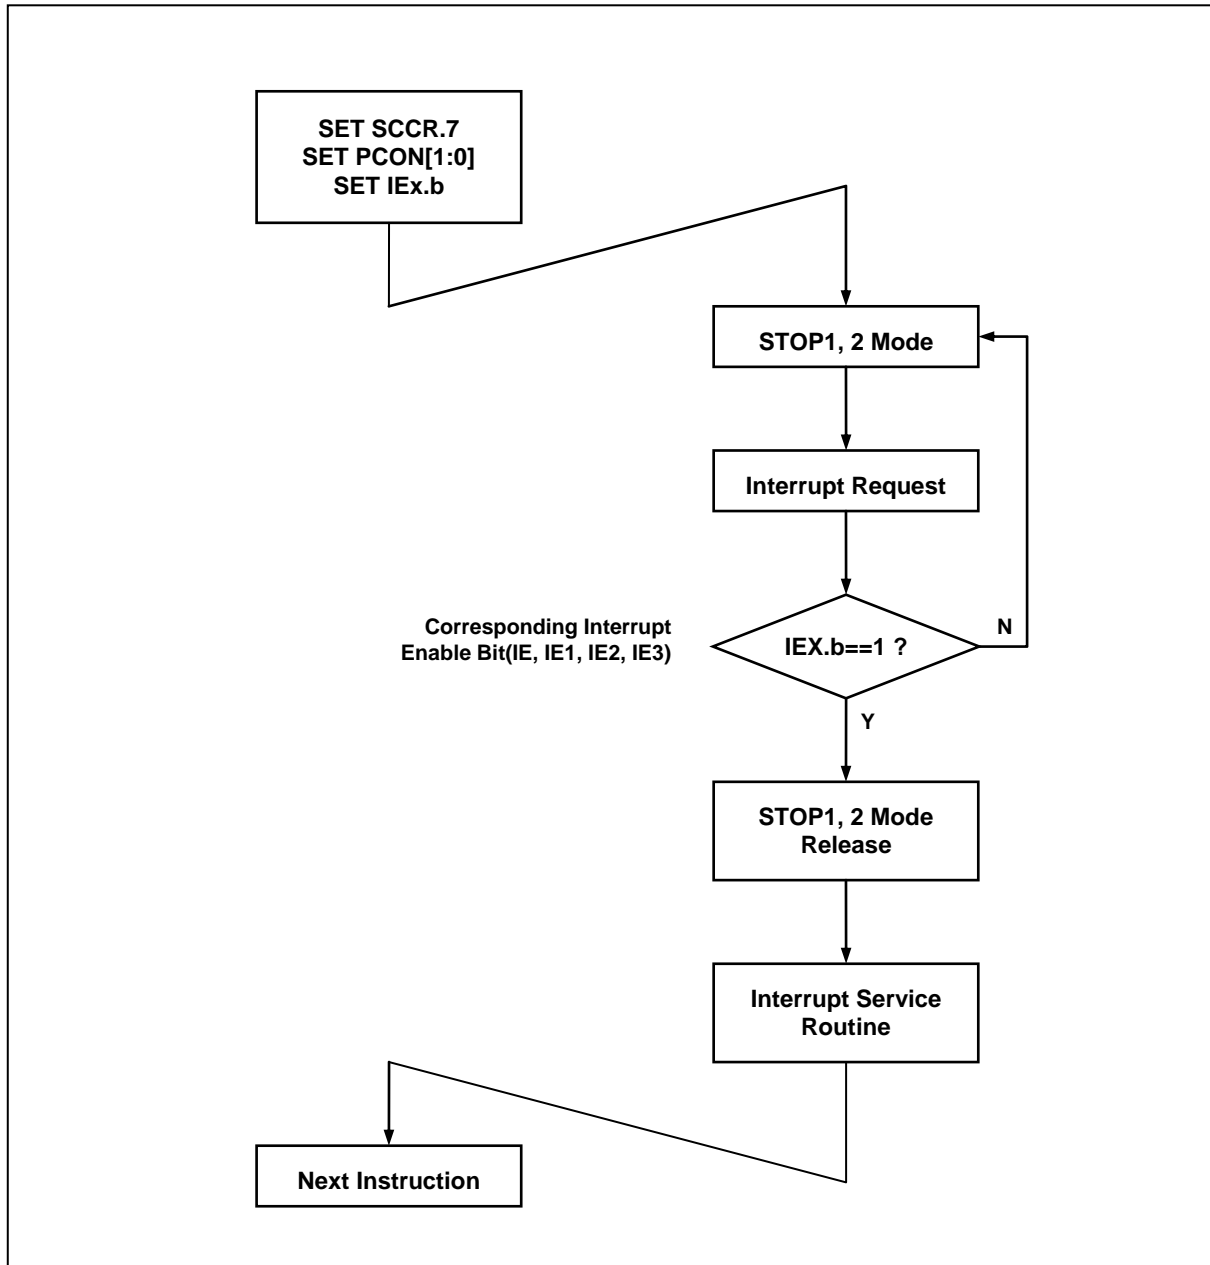 SET SCCR.7
SET PCON[1:0]
SET IEx.b
STOP1, 2 Mode
Interrupt Request
Corresponding Interrupt
Enable Bit(IE, IE1, IE2, IE3)
IEX.b==1 ?
N
Y
STOP1, 2 Mode
Release
Interrupt Service
Routine
Next Instruction